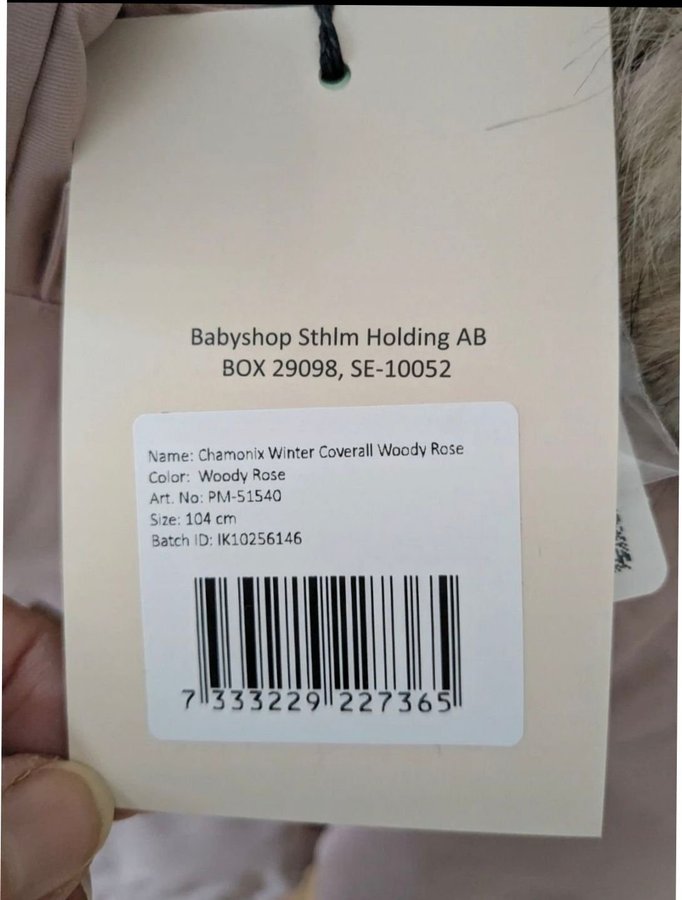 Babyshop Sthlm Holding AB
BOX 29098, SE-10052
Name: Chamonix Winter Coverall Woody Rose
Color: Woody Rose
Art. No: PM-51540
Size: 104 cm
Batch ID: IK10256146
7 333229 227365